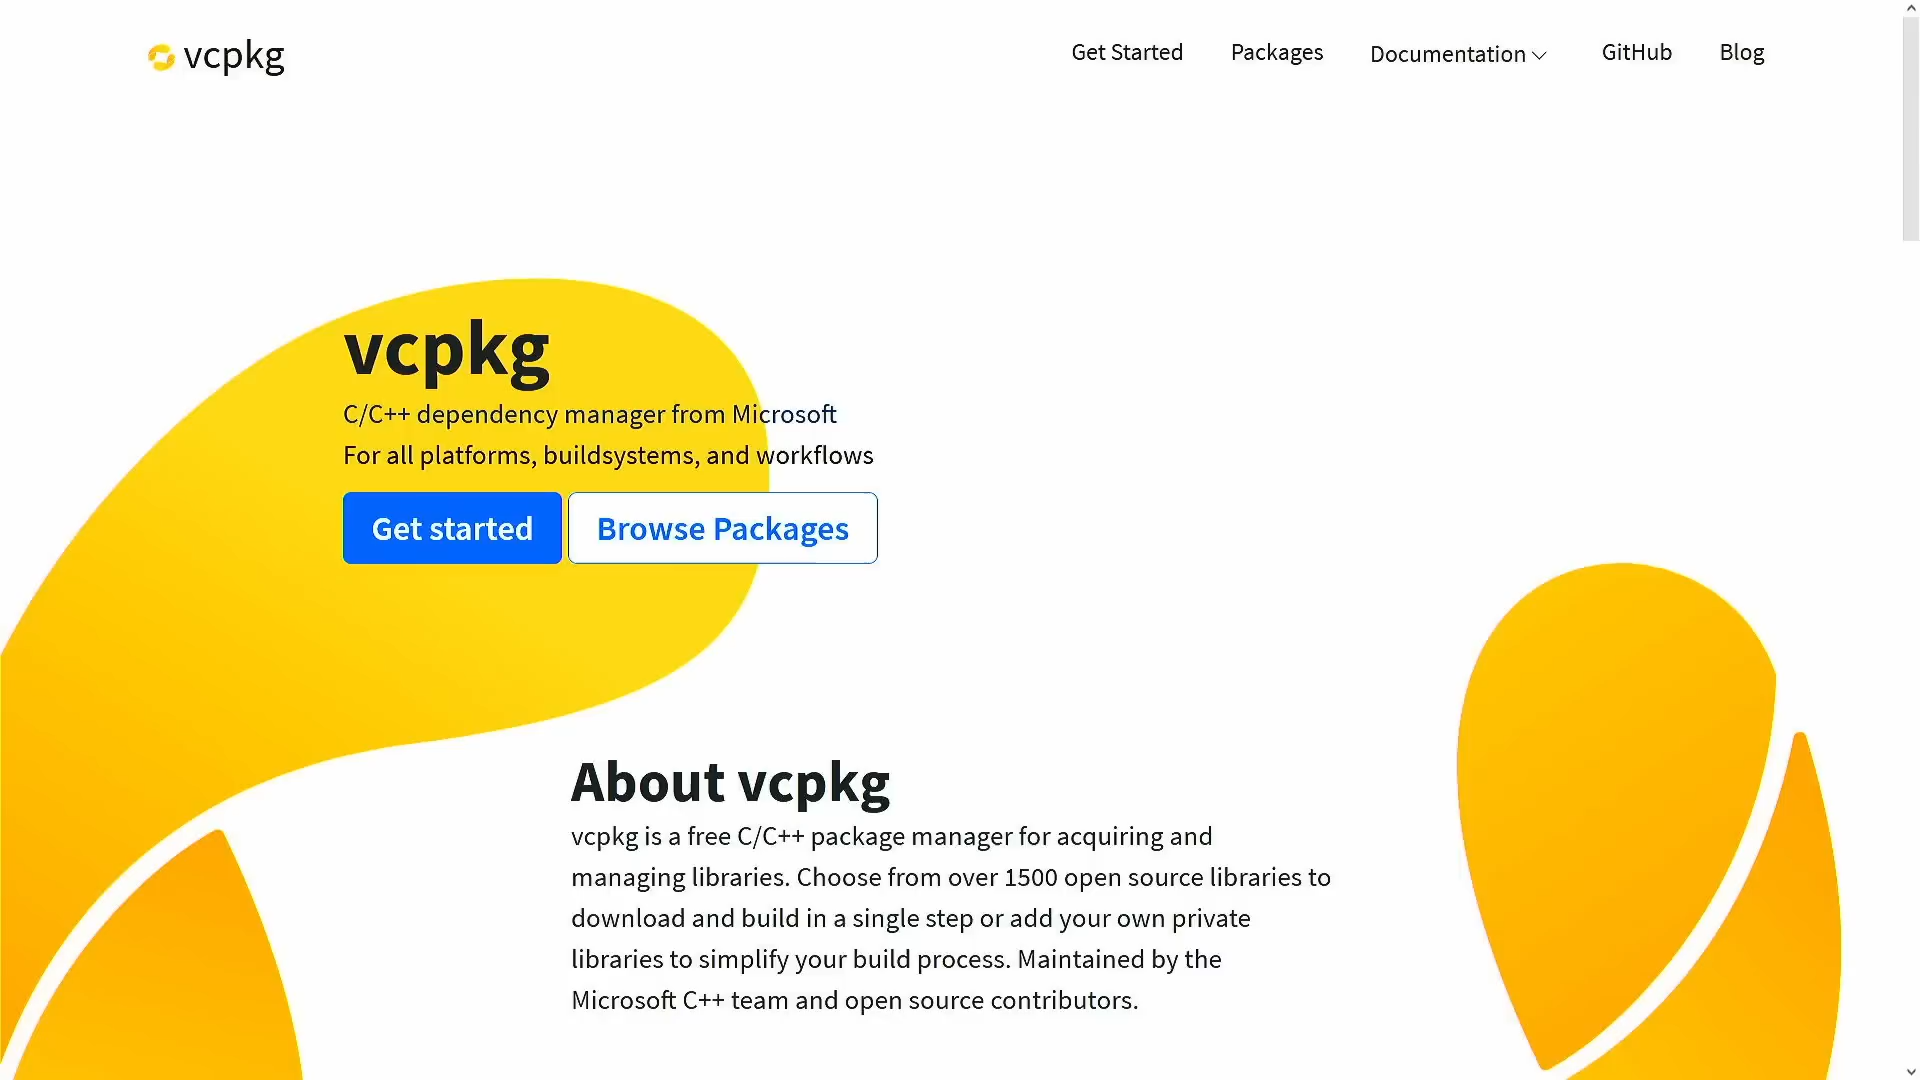 vcpkg
Get Started
Packages
Documentation
GitHub
Blog
vcpkg
C/C++ dependency manager from Microsoft
For all platforms, buildsystems, and workflows
Get started
Browse Packages
About vcpkg
vcpkg is a free C/C++ package manager for acquiring and
managing libraries. Choose from over 1500 open source libraries to
download and build in a single step or add your own private
libraries to simplify your build process. Maintained by the
Microsoft C++ team and open source contributors.